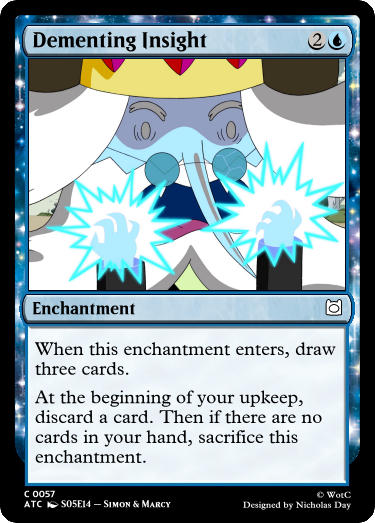 Dementing Insight 2
Enchantment
When this enchantment enters, draw
three cards.
At the beginning of your upkeep,
discard a card. Then if there are no
cards in your hand, sacrifice this
enchantment.
C 0057
© WotC
ATC S05E14 – Simon & Marcy
Designed by Nicholas Day